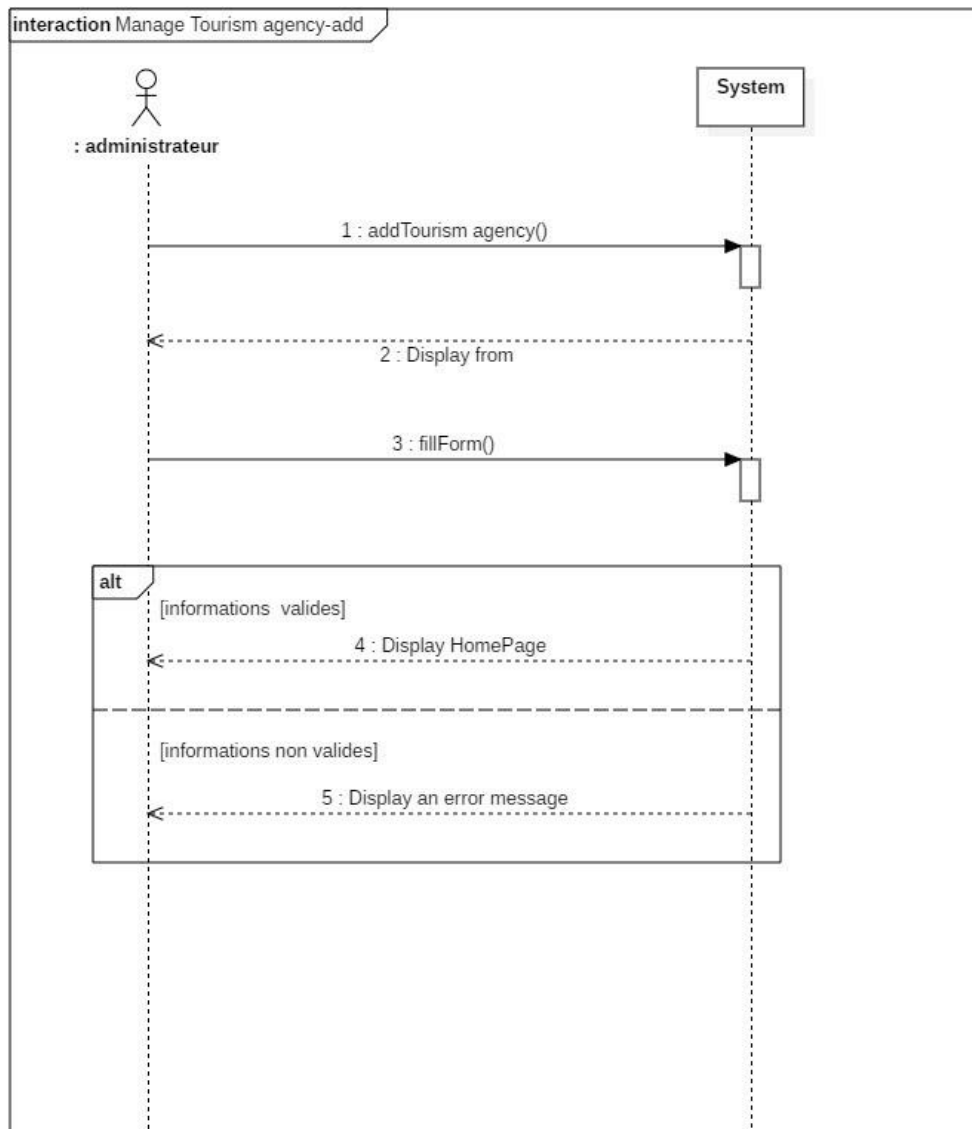 interaction Manage Tourism agency-add
System
: administrateur
1 : addTourism agency()
2 : Display from
3 : fillForm()
alt
[informations  valides]
4 : Display HomePage
[informations non valides]
5 : Display an error message